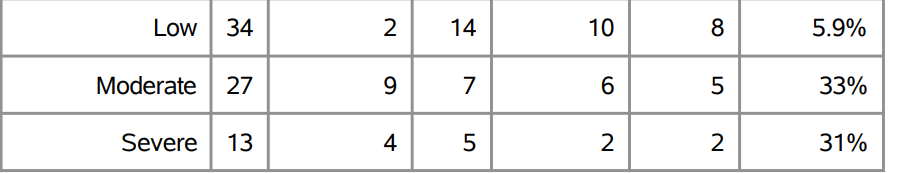 Low 34 2 14 10 8 5.9%
Moderate 27 9 7 6 5 33%
Severe 13 4 5 2 2 31%